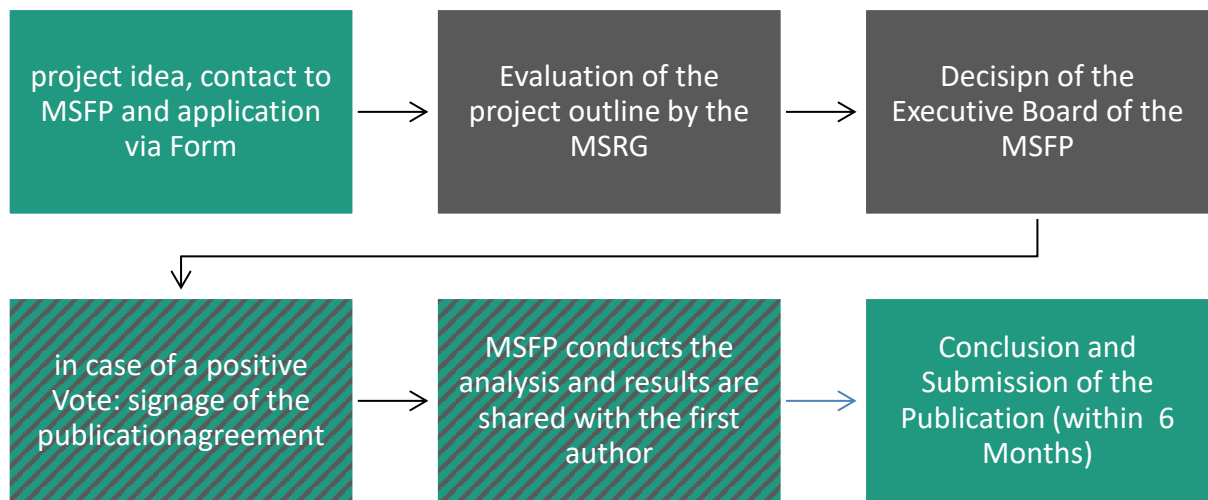 project idea, contact to
MSFP and application
via Form
Evaluation of the
project outline by the
MSRG
Decisipn of the
Executive Board of the
MSFP
in case of a positive
Vote: signage of the
publicationagreement
MSFP conducts the
analysis and results are
shared with the first
author
Conclusion and
Submission of the
Publication (within  6
Months)